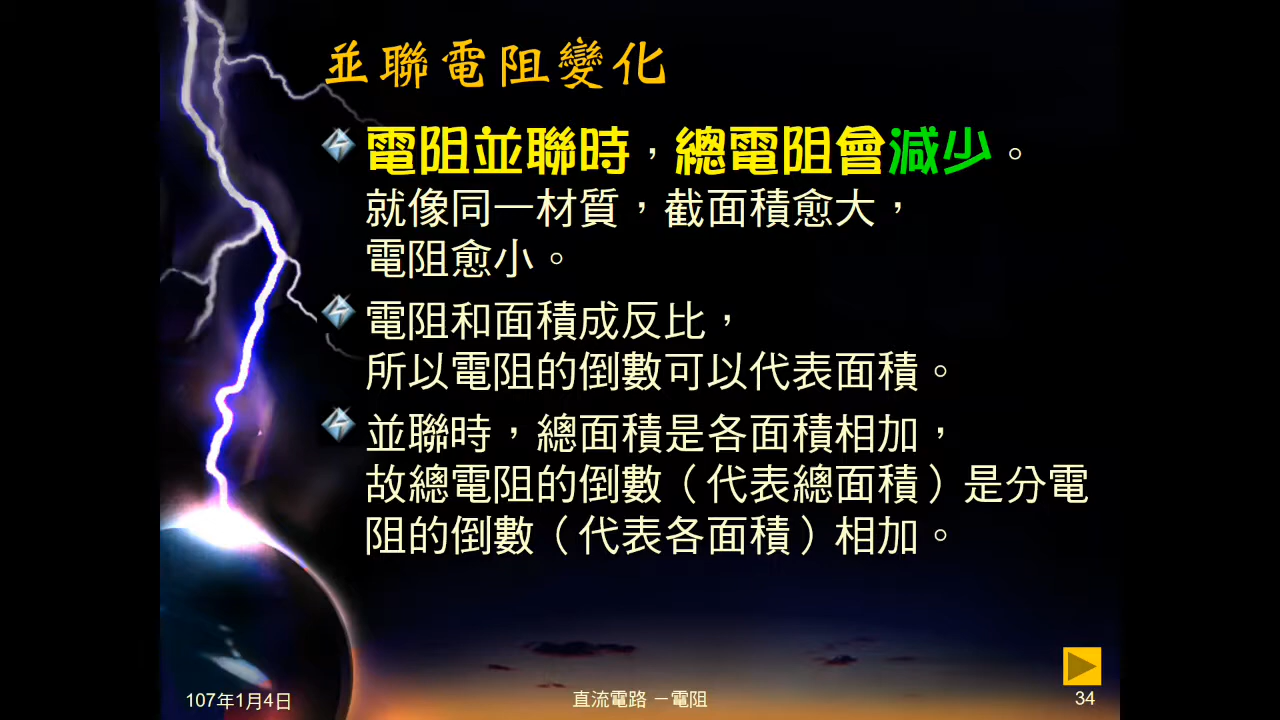 並聯電阻變化
電阻並聯時，總電阻會減少。
就像同一材質，截面積愈大，
電阻愈小。
電阻和面積成反比，
所以電阻的倒數可以代表面積。
並聯時，總面積是各面積相加，
故總電阻的倒數（代表總面積）是分電
阻的倒數（代表各面積）相加。
107年1月4日
直流電路 －電阻
34